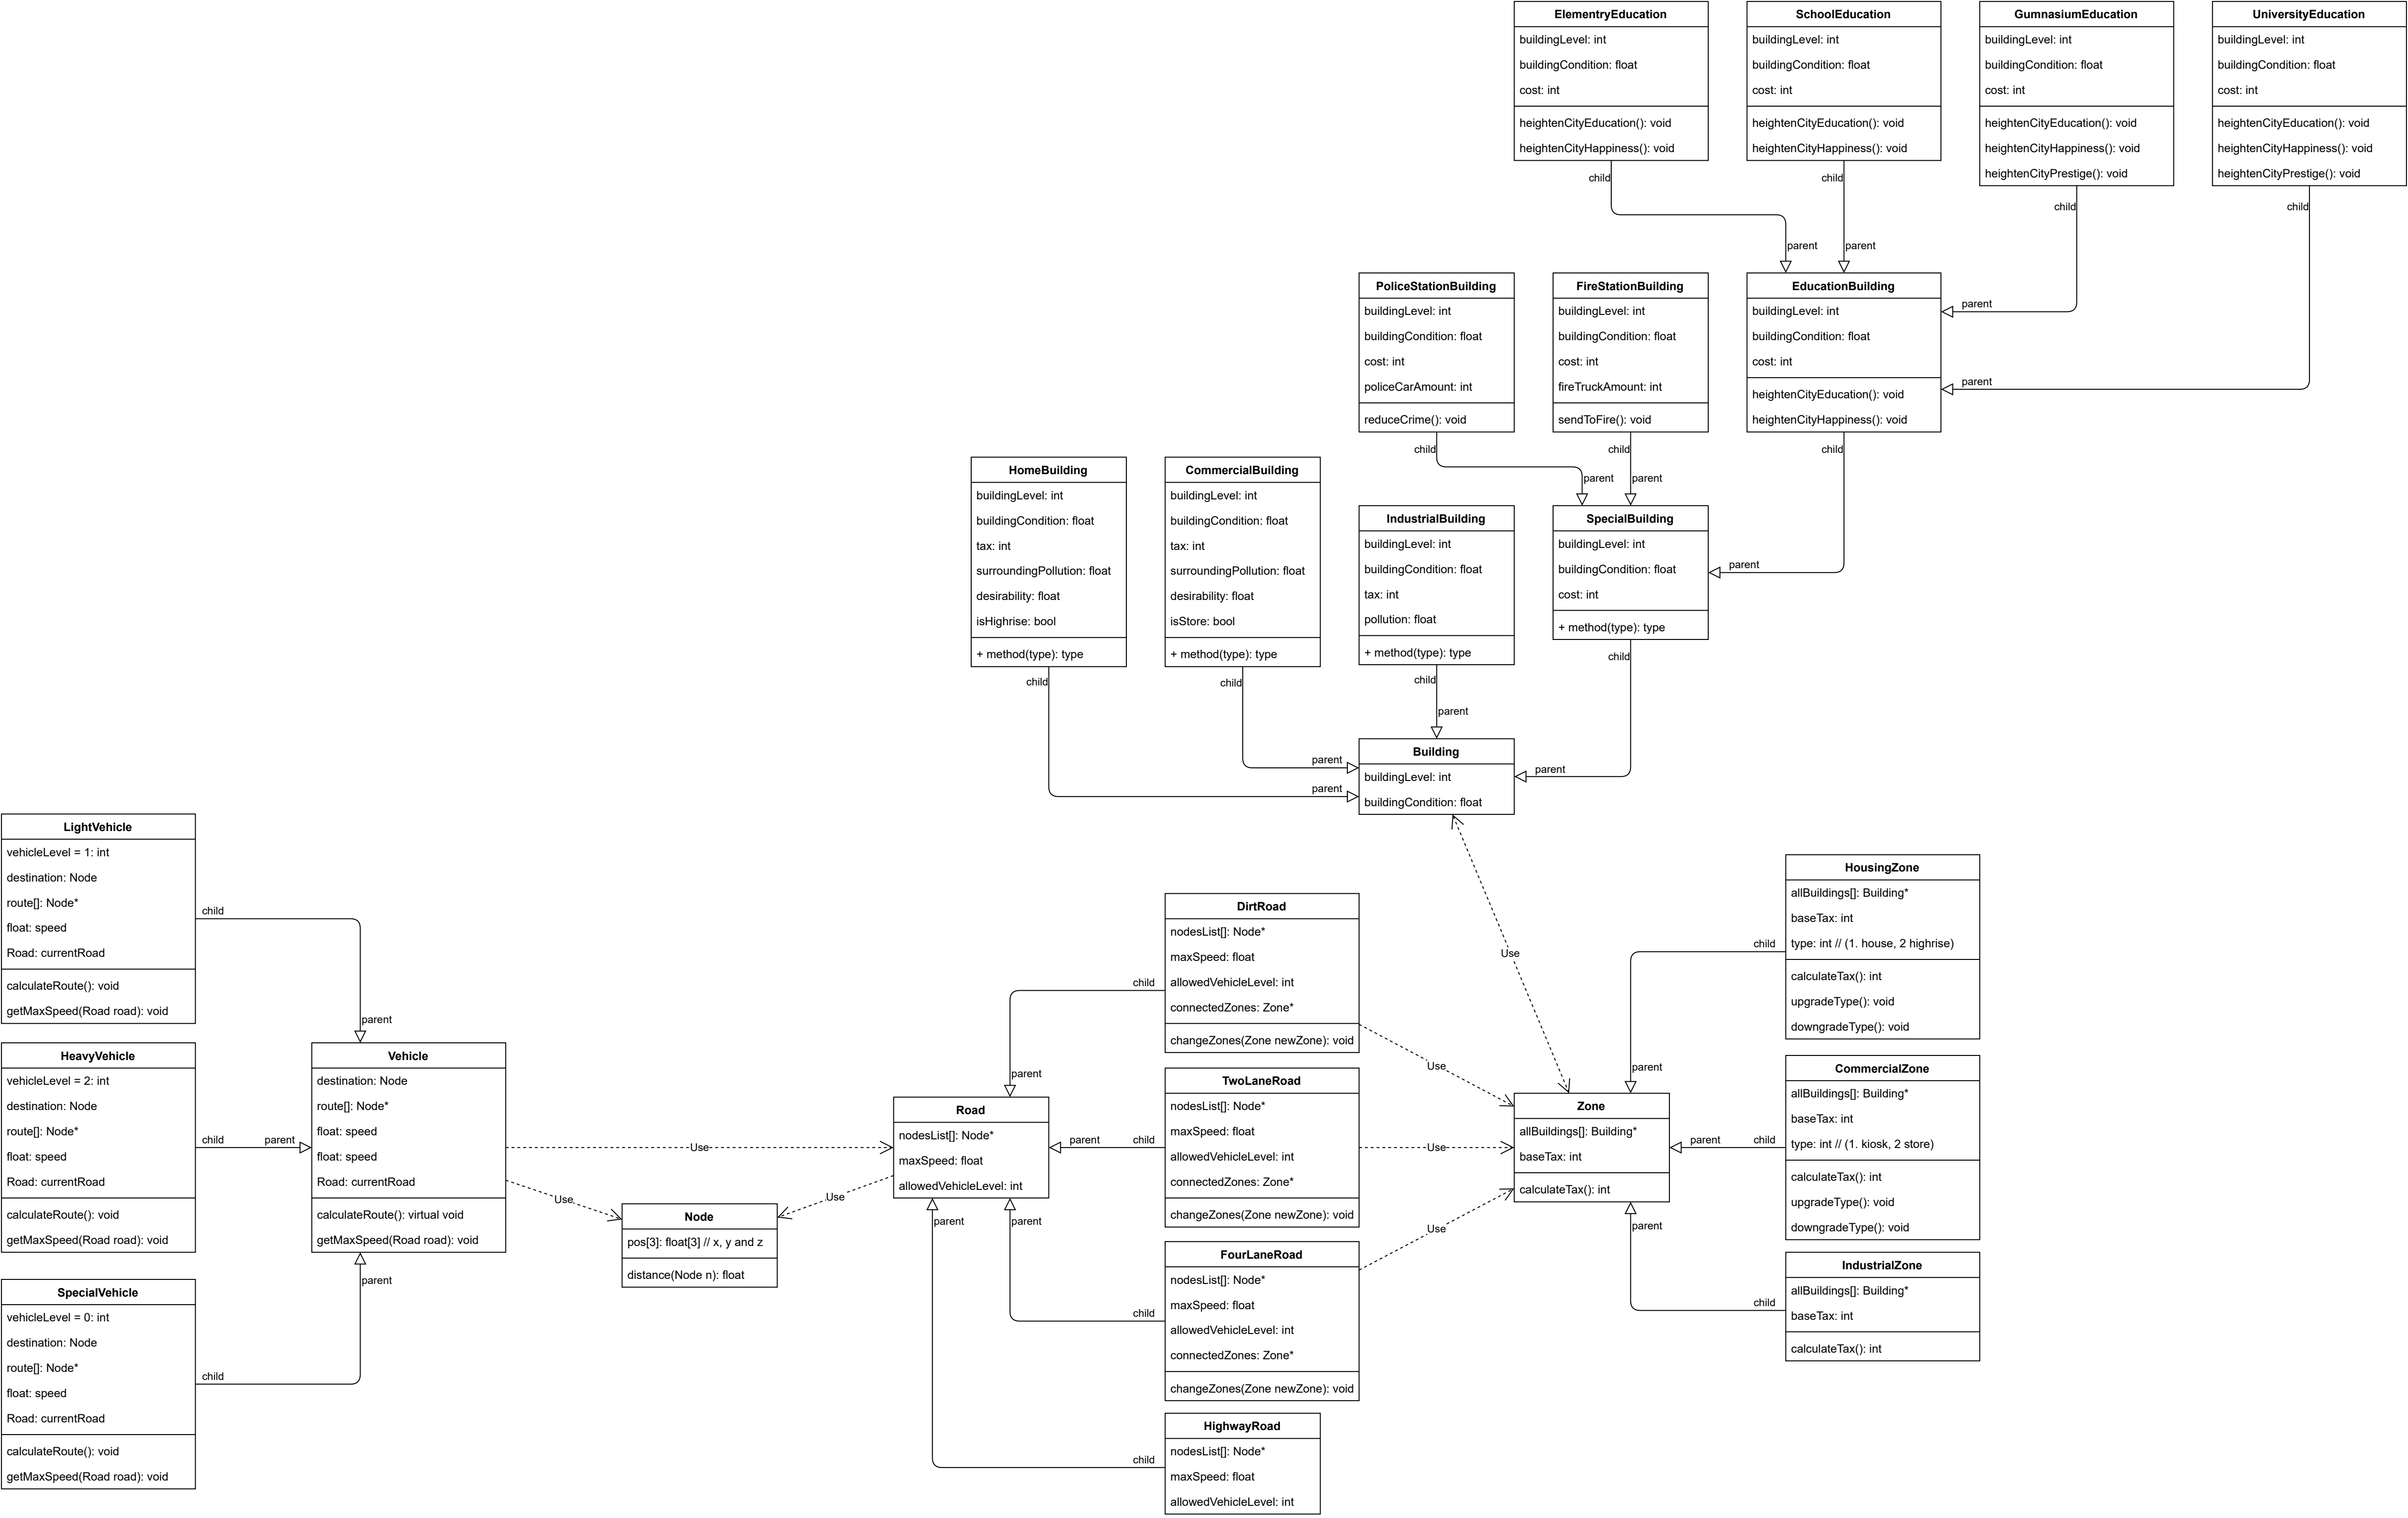 ElementryEducation
buildingLevel: int
buildingCondition: float
cost: int
heightenCityEducation(): void
heightenCityHappiness(): void
child
SchoolEducation
buildingLevel: int
buildingCondition: float
cost: int
heightenCityEducation(): void
heightenCityHappiness(): void
child
GumnasiumEducation
buildingLevel: int
buildingCondition: float
cost: int
heightenCityEducation(): void
heightenCityHappiness(): void
heightenCityPrestige(): void
child
UniversityEducation
buildingLevel: int
buildingCondition: float
cost: int
heightenCityEducation(): void
heightenCityHappiness(): void
heightenCityPrestige(): void
child
parent
parent
parent
parent
PoliceStationBuilding
buildingLevel: int
buildingCondition: float
cost: int
policeCarAmount: int
reduceCrime(): void
child
FireStationBuilding
buildingLevel: int
buildingCondition: float
cost: int
fireTruckAmount: int
sendToFire(): void
child
EducationBuilding
buildingLevel: int
buildingCondition: float
cost: int
heightenCityEducation(): void
heightenCityHappiness(): void
child
parent
parent
parent
HomeBuilding
buildingLevel: int
buildingCondition: float
tax: int
surroundingPollution: float
desirability: float
isHighrise: bool
+ method(type): type
child
CommercialBuilding
buildingLevel: int
buildingCondition: float
tax: int
surroundingPollution: float
desirability: float
isStore: bool
+ method(type): type
child
IndustrialBuilding
buildingLevel: int
buildingCondition: float
tax: int
pollution: float
+ method(type): type
child
SpecialBuilding
buildingLevel: int
buildingCondition: float
cost: int
+ method(type): type
child
parent
parent
parent
parent
Building
buildingLevel: int
buildingCondition: float
Use
LightVehicle
vehicleLevel = 1: int
destination: Node
route[]: Node*
float: speed
Road: currentRoad
calculateRoute(): void
getMaxSpeed(Road road): void
child
parent
HeavyVehicle
vehicleLevel = 2: int
destination: Node
route[]: Node*
float: speed
Road: currentRoad
calculateRoute(): void
getMaxSpeed(Road road): void
child
parent
SpecialVehicle
vehicleLevel = 0: int
destination: Node
route[]: Node*
float: speed
Road: currentRoad
calculateRoute(): void
getMaxSpeed(Road road): void
child
parent
Vehicle
destination: Node
route[]: Node*
float: speed
float: speed
Road: currentRoad
calculateRoute(): virtual void
getMaxSpeed(Road road): void
Use
Use
Use
Node
pos[3]: float[3] // x, y and z
distance(Node n): float
Road
nodesList[]: Node*
maxSpeed: float
allowedVehicleLevel: int
parent
parent
parent
parent
DirtRoad
nodesList[]: Node*
maxSpeed: float
allowedVehicleLevel: int
connectedZones: Zone*
changeZones(Zone newZone): void
child
Use
TwoLaneRoad
nodesList[]: Node*
maxSpeed: float
allowedVehicleLevel: int
connectedZones: Zone*
changeZones(Zone newZone): void
child
Use
FourLaneRoad
nodesList[]: Node*
maxSpeed: float
allowedVehicleLevel: int
connectedZones: Zone*
changeZones(Zone newZone): void
child
Use
HighwayRoad
nodesList[]: Node*
maxSpeed: float
allowedVehicleLevel: int
child
Zone
allBuildings[]: Building*
baseTax: int
calculateTax(): int
parent
parent
parent
HousingZone
allBuildings[]: Building*
baseTax: int
type: int // (1. house, 2 highrise)
calculateTax(): int
upgradeType(): void
downgradeType(): void
child
CommercialZone
allBuildings[]: Building*
baseTax: int
type: int // (1. kiosk, 2 store)
calculateTax(): int
upgradeType(): void
downgradeType(): void
child
IndustrialZone
allBuildings[]: Building*
baseTax: int
calculateTax(): int
child